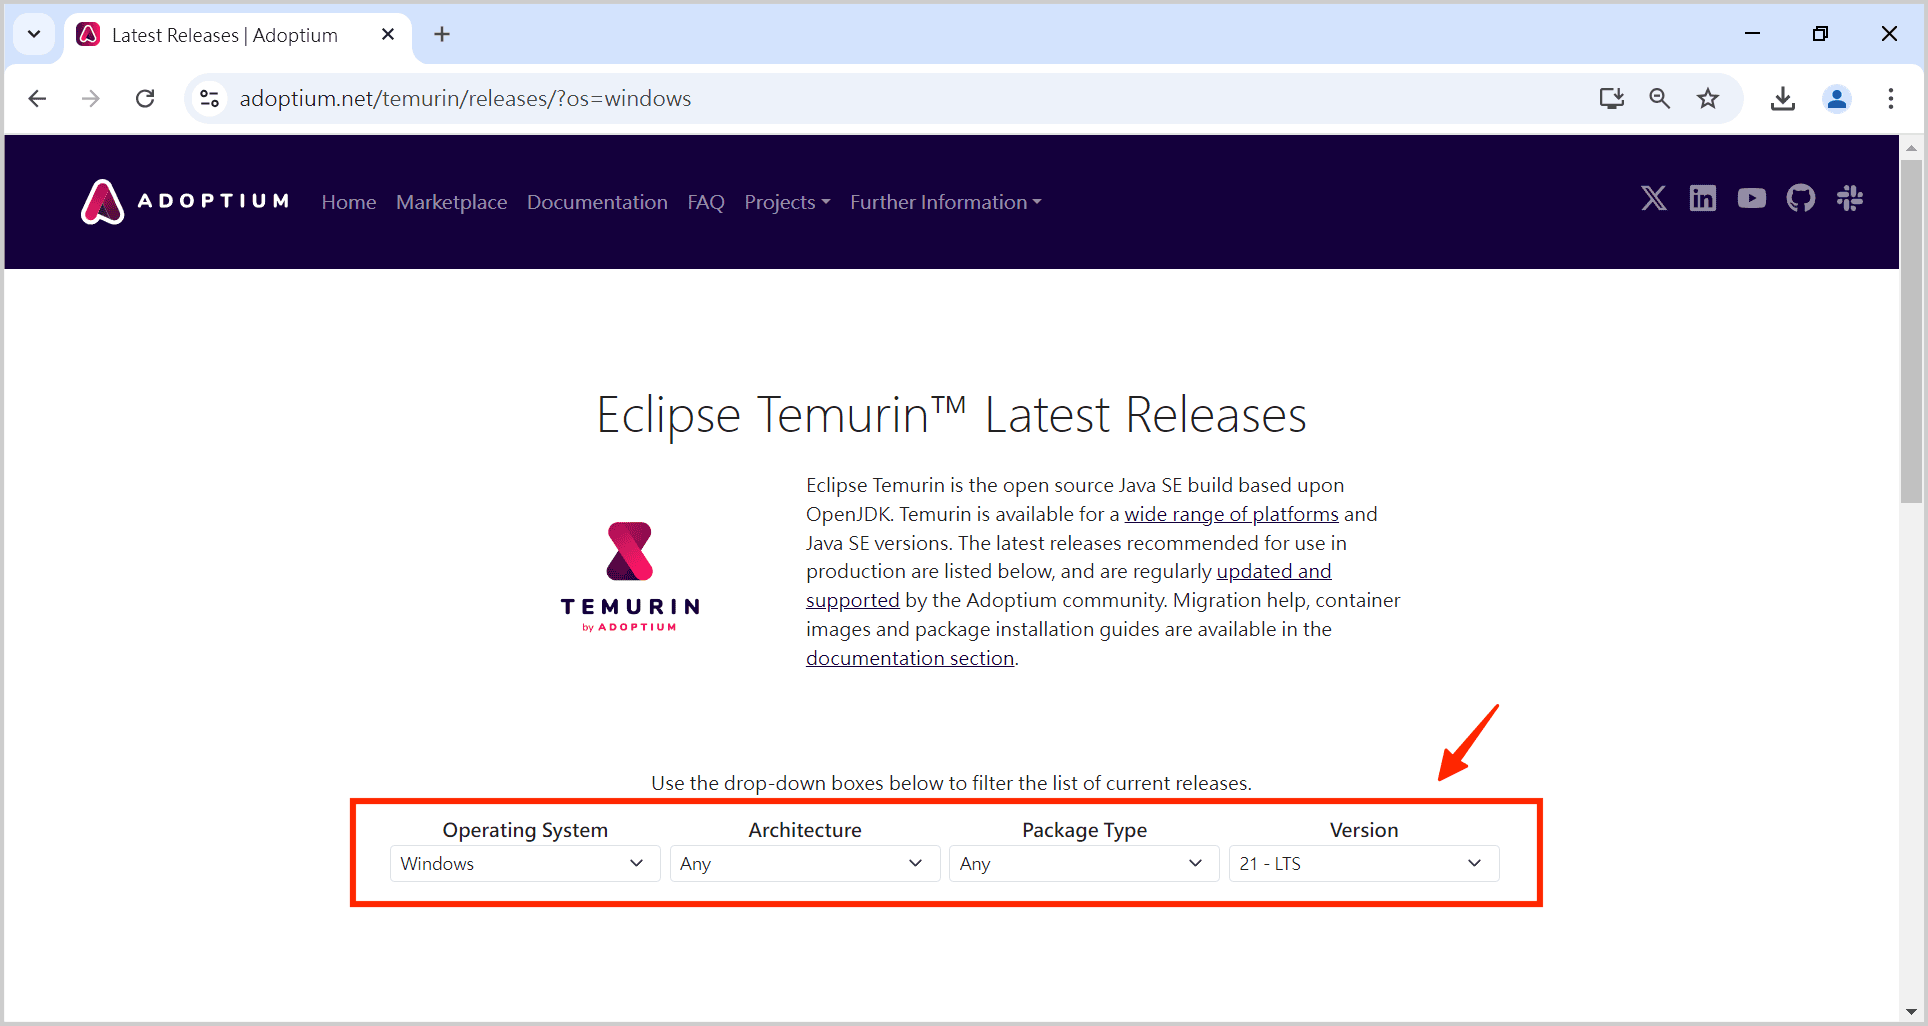 Latest Releases | Adoptium
adoptium.net/temurin/releases/?os=windows
ADOPTIUM Home Marketplace Documentation FAQ Projects Further Information
Eclipse Temurin™ Latest Releases
TEMURIN
by ADOPTIUM
Eclipse Temurin is the open source Java SE build based upon
OpenJDK. Temurin is available for a wide range of platforms and
Java SE versions. The latest releases recommended for use in
production are listed below, and are regularly updated and
supported by the Adoptium community. Migration help, container
images and package installation guides are available in the
documentation section.
Use the drop-down boxes below to filter the list of current releases.
Operating System Architecture Package Type Version
Windows Any Any 21 - LTS